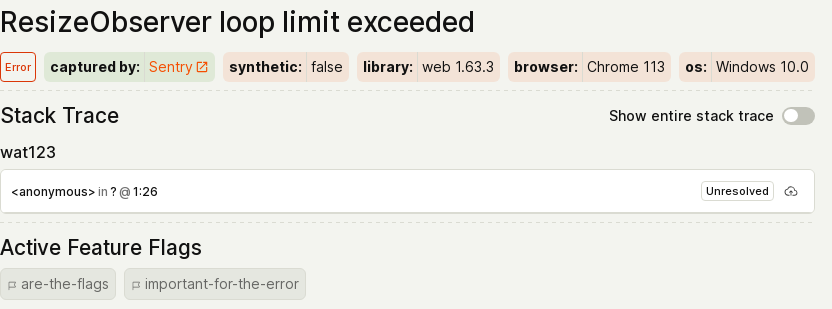 ResizeObserver loop limit exceeded
Error captured by: Sentry synthetic: false library: web 1.63.3 browser: Chrome 113 os: Windows 10.0
Stack Trace Show entire stack trace
wat123
<anonymous> in ? @ 1:26 Unresolved
Active Feature Flags
are-the-flags important-for-the-error